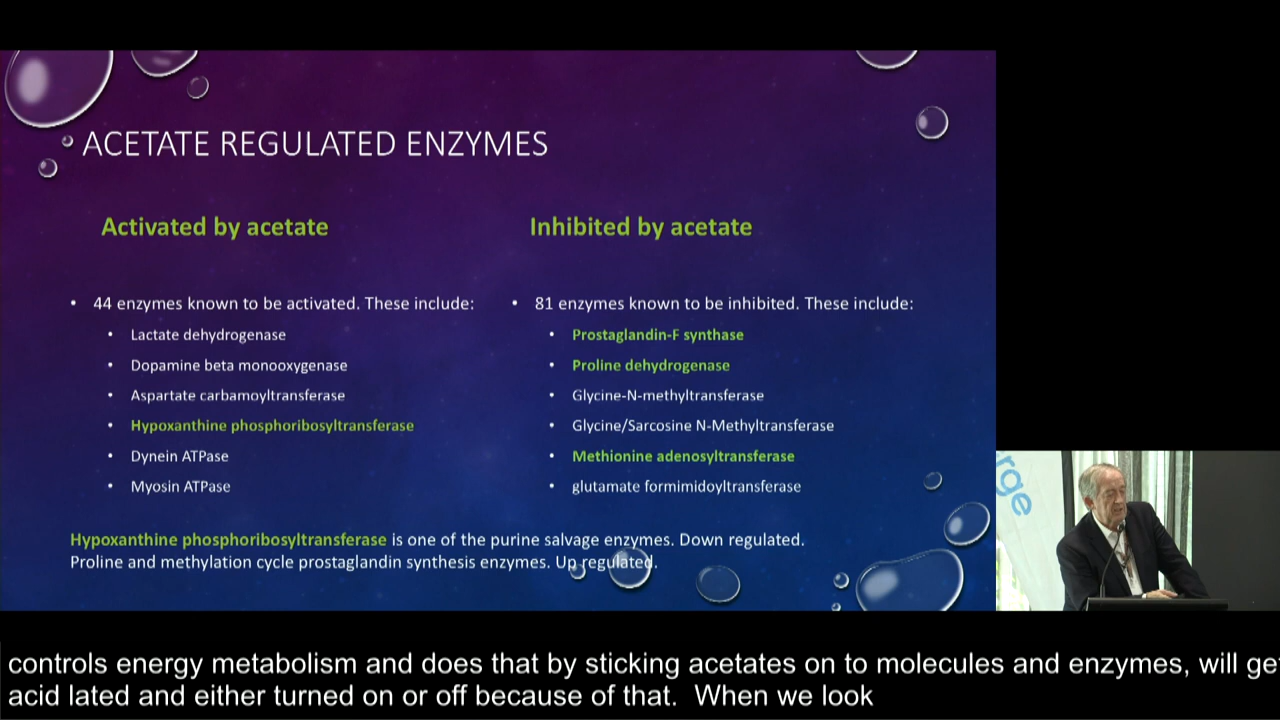 ACETATE REGULATED ENZYMES
Activated by acetate
• 44 enzymes known to be activated. These include:
• Lactate dehydrogenase
• Dopamine beta monooxygenase
• Aspartate carbamoyltransferase
• Hypoxanthine phosphoribosyltransferase
• Dynein ATPase
• Myosin ATPase
Inhibited by acetate
• 81 enzymes known to be inhibited. These include:
• Prostaglandin-F synthase
• Proline dehydrogenase
• Glycine-N-methyltransferase
• Glycine/Sarcosine N-Methyltransferase
• Methionine adenosyltransferase
• glutamate formimidoyltransferase
Hypoxanthine phosphoribosyltransferase is one of the purine salvage enzymes. Down regulated.
Proline and methylation cycle prostaglandin synthesis enzymes. Up regulated.
rge
controls energy metabolism and does that by sticking acetates on to molecules and enzymes, will ge
acid lated and either turned on or off because of that.  When we look